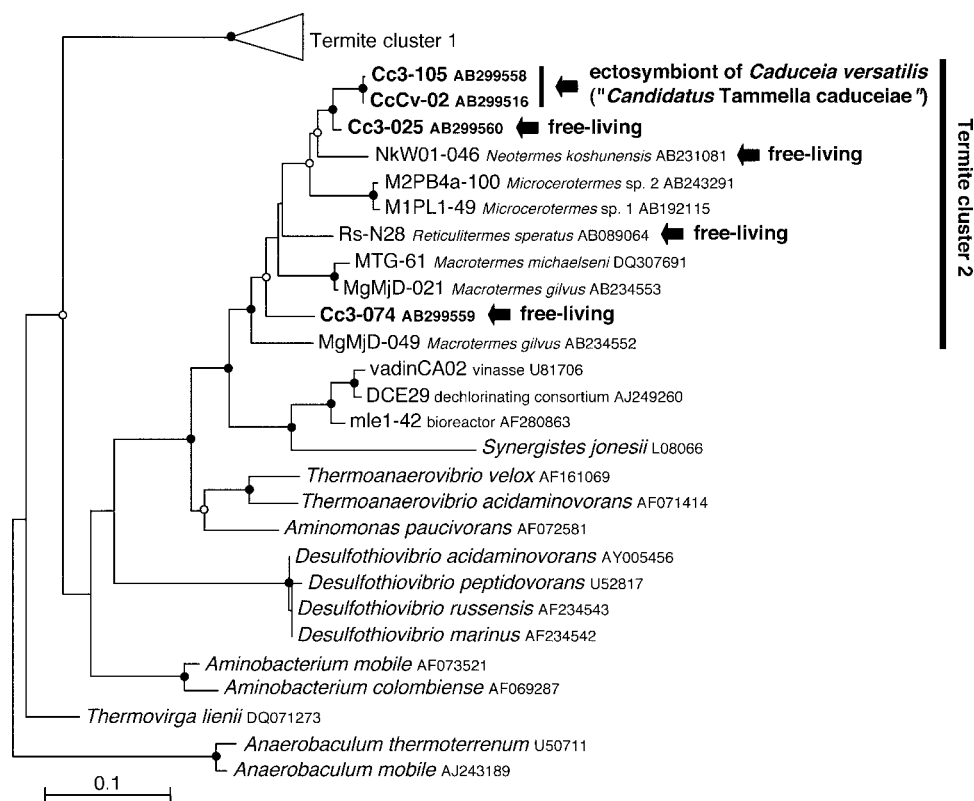 Termite cluster 1
Cc3-105 AB299558
CcCv-02 AB299516
ectosymbiont of Caduceia versatilis
("Candidatus Tammella caduceiae")
Cc3-025 AB299560 free-living
NkW01-046 Neotermes koshunensis AB231081 free-living
M2PB4a-100 Microcerotermes sp. 2 AB243291
M1PL1-49 Microcerotermes sp. 1 AB192115
Rs-N28 Reticulitermes speratus AB089064 free-living
MTG-61 Macrotermes michaelseni DQ307691
MgMjD-021 Macrotermes gilvus AB234553
Cc3-074 AB299559 free-living
MgMjD-049 Macrotermes gilvus AB234552
Termite cluster 2
vadinCA02 vinasse U81706
DCE29 dechlorinating consortium AJ249260
mle1-42 bioreactor AF280863
Synergistes jonesii L08066
Thermoanaerovibrio velox AF161069
Thermoanaerovibrio acidaminovorans AF071414
Aminomonas paucivorans AF072581
Desulfothiovibrio acidaminovorans AY005456
Desulfothiovibrio peptidovorans U52817
Desulfothiovibrio russensis AF234543
Desulfothiovibrio marinus AF234542
Aminobacterium mobile AF073521
Aminobacterium colombiense AF069287
Thermovirga lienii DQ071273
Anaerobaculum thermoterrenum U50711
Anaerobaculum mobile AJ243189
0.1